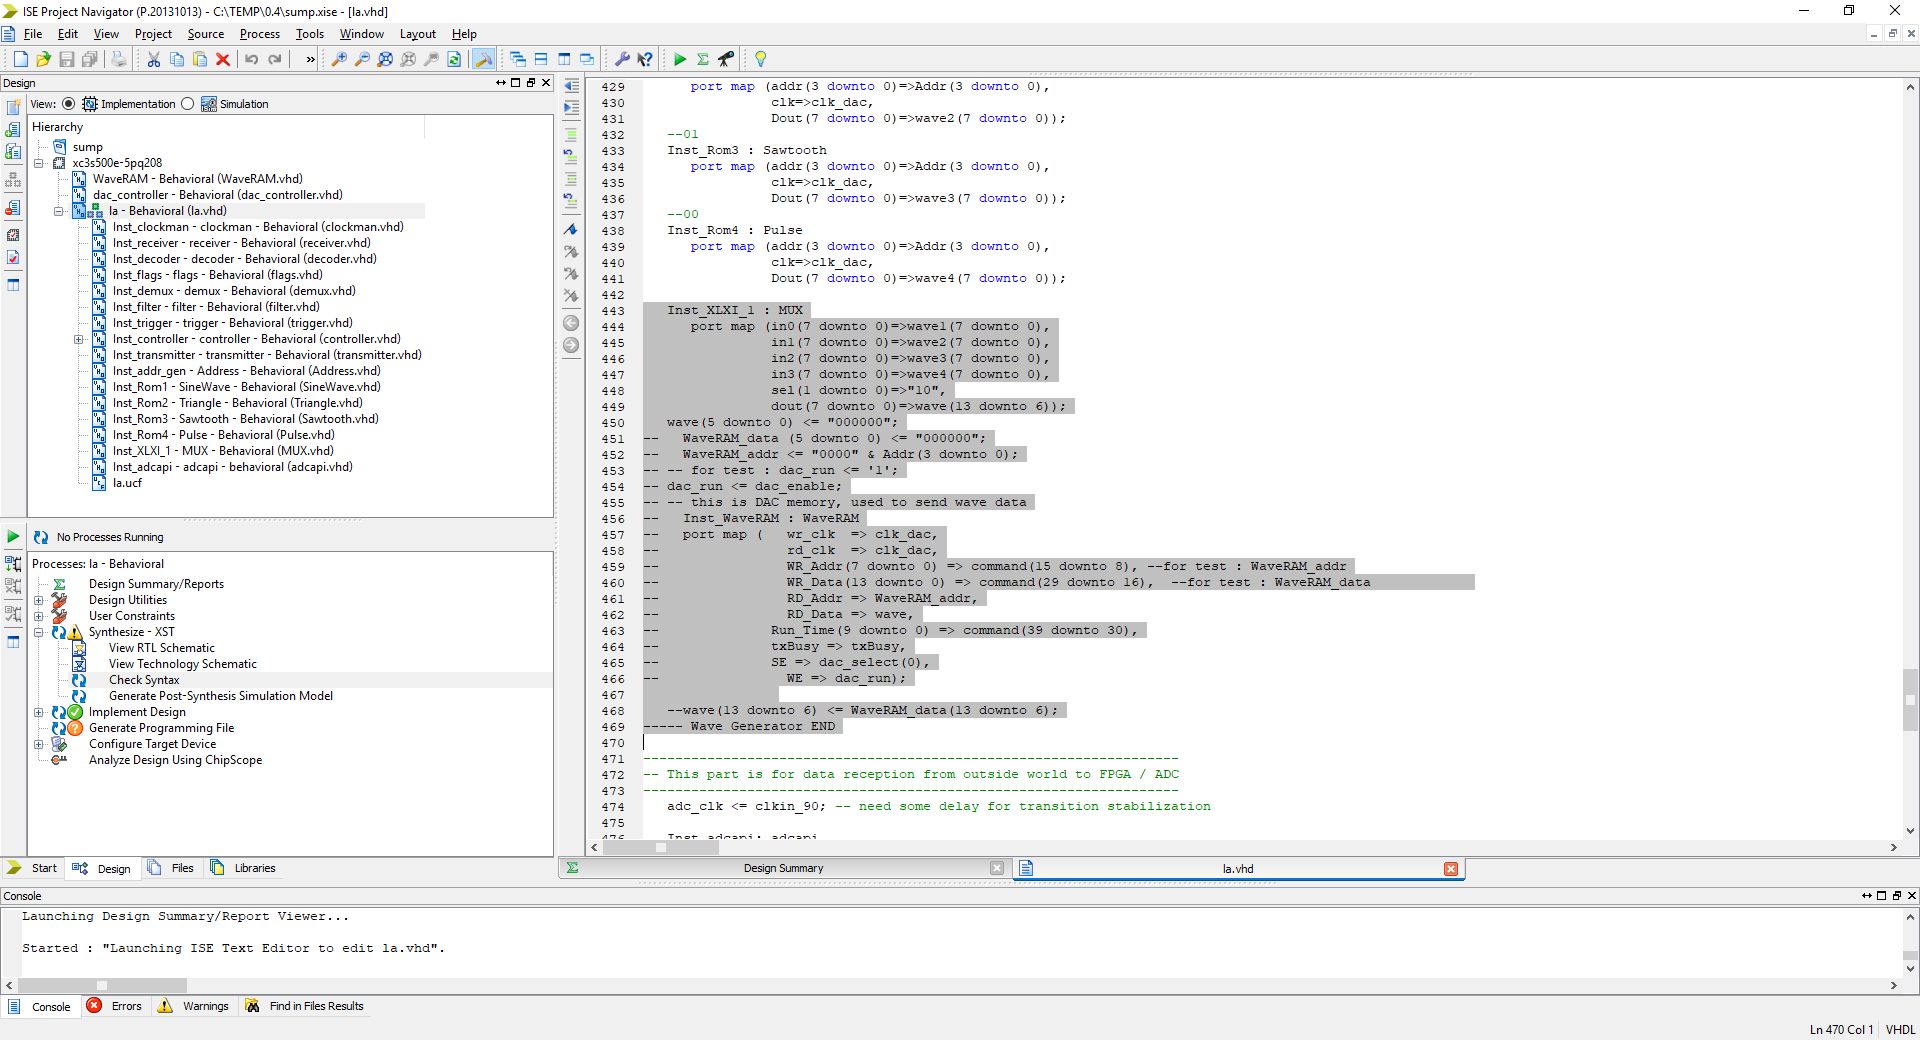 ISE Project Navigator (P.20131013) - C:\TEMP\0.4\sump.xise - [la.vhd]
File Edit View Project Source Process Tools Window Layout Help
»
Design
View: Implementation Simulation
Hierarchy
sump
xc3s500e-5pq208
WaveRAM - Behavioral (WaveRAM.vhd)
dac_controller - Behavioral (dac_controller.vhd)
la - Behavioral (la.vhd)
Inst_clockman - clockman - Behavioral (clockman.vhd)
Inst_receiver - receiver - Behavioral (receiver.vhd)
Inst_decoder - decoder - Behavioral (decoder.vhd)
Inst_flags - flags - Behavioral (flags.vhd)
Inst_demux - demux - Behavioral (demux.vhd)
Inst_filter - filter - Behavioral (filter.vhd)
Inst_trigger - trigger - Behavioral (trigger.vhd)
Inst_controller - controller - Behavioral (controller.vhd)
Inst_transmitter - transmitter - Behavioral (transmitter.vhd)
Inst_addr_gen - Address - Behavioral (Address.vhd)
Inst_Rom1 - SineWave - Behavioral (SineWave.vhd)
Inst_Rom2 - Triangle - Behavioral (Triangle.vhd)
Inst_Rom3 - Sawtooth - Behavioral (Sawtooth.vhd)
Inst_Rom4 - Pulse - Behavioral (Pulse.vhd)
Inst_XLXI_1 - MUX - Behavioral (MUX.vhd)
Inst_adcapi - adcapi - behavioral (adcapi.vhd)
la.ucf
No Processes Running
Processes: la - Behavioral
Design Summary/Reports
Design Utilities
User Constraints
Synthesize - XST
View RTL Schematic
View Technology Schematic
Check Syntax
Generate Post-Synthesis Simulation Model
Implement Design
Generate Programming File
Configure Target Device
Analyze Design Using ChipScope
Start Design Files Libraries
429 port map (addr(3 downto 0)=>Addr(3 downto 0),
430 clk=>clk_dac,
431 Dout(7 downto 0)=>wave2(7 downto 0));
432 --01
433 Inst_Rom3 : Sawtooth
434 port map (addr(3 downto 0)=>Addr(3 downto 0),
435 clk=>clk_dac,
436 Dout(7 downto 0)=>wave3(7 downto 0));
437 --00
438 Inst_Rom4 : Pulse
439 port map (addr(3 downto 0)=>Addr(3 downto 0),
440 clk=>clk_dac,
441 Dout(7 downto 0)=>wave4(7 downto 0));
442
443 Inst_XLXI_1 : MUX
444 port map (in0(7 downto 0)=>wave1(7 downto 0),
445 in1(7 downto 0)=>wave2(7 downto 0),
446 in2(7 downto 0)=>wave3(7 downto 0),
447 in3(7 downto 0)=>wave4(7 downto 0),
448 sel(1 downto 0)=>"10",
449 dout(7 downto 0)=>wave(13 downto 6));
450 wave(5 downto 0) <= "000000";
451 -- WaveRAM_data (5 downto 0) <= "000000";
452 -- WaveRAM_addr <= "0000" & Addr(3 downto 0);
453 -- -- for test : dac_run <= '1';
454 -- dac_run <= dac_enable;
455 -- -- this is DAC memory, used to send wave data
456 -- Inst_WaveRAM : WaveRAM
457 -- port map ( wr_clk => clk_dac,
458 -- rd_clk => clk_dac,
459 -- WR_Addr(7 downto 0) => command(15 downto 8), --for test : WaveRAM_addr
460 -- WR_Data(13 downto 0) => command(29 downto 16), --for test : WaveRAM_data
461 -- RD_Addr => WaveRAM_addr,
462 -- RD_Data => wave,
463 -- Run_Time(9 downto 0) => command(39 downto 30),
464 -- txBusy => txBusy,
465 -- SE => dac_select(0),
466 -- WE => dac_run);
467
468 --wave(13 downto 6) <= WaveRAM_data(13 downto 6);
469 ----- Wave Generator END
470
471 -------------------------------------------------------------------
472 -- This part is for data reception from outside world to FPGA / ADC
473 -------------------------------------------------------------------
474 adc_clk <= clkin_90; -- need some delay for transition stabilization
475
476 Inst_adcapi: adcapi
Design Summary la.vhd
Console
Launching Design Summary/Report Viewer...
Started : "Launching ISE Text Editor to edit la.vhd".
Console Errors Warnings Find in Files Results
Ln 470 Col 1 VHDL